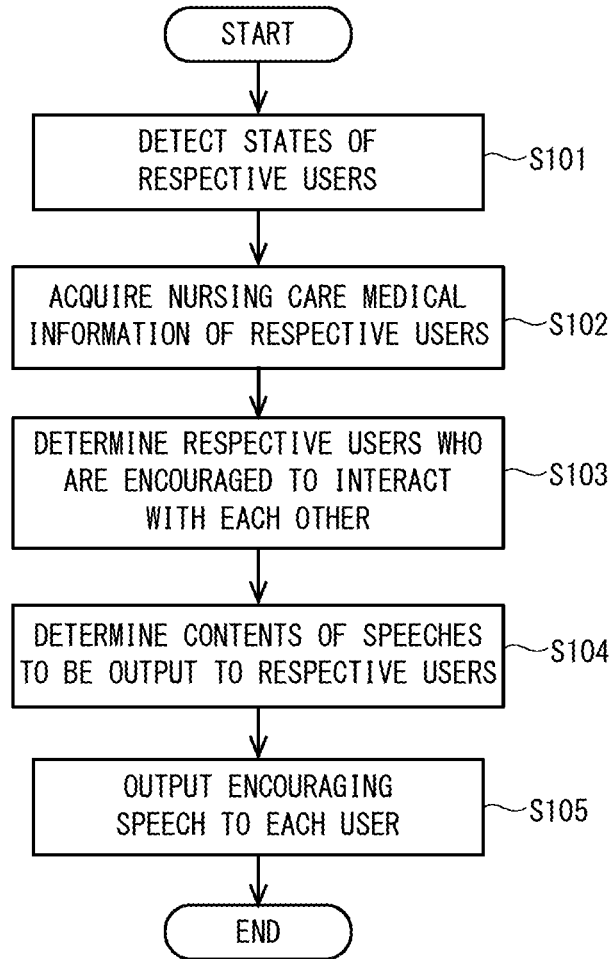 START
DETECT STATES OF
RESPECTIVE USERS
S101
ACQUIRE NURSING CARE MEDICAL
INFORMATION OF RESPECTIVE USERS
S102
DETERMINE RESPECTIVE USERS WHO
ARE ENCOURAGED TO INTERACT
WITH EACH OTHER
S103
DETERMINE CONTENTS OF SPEECHES
TO BE OUTPUT TO RESPECTIVE USERS
S104
OUTPUT ENCOURAGING
SPEECH TO EACH USER
S105
END